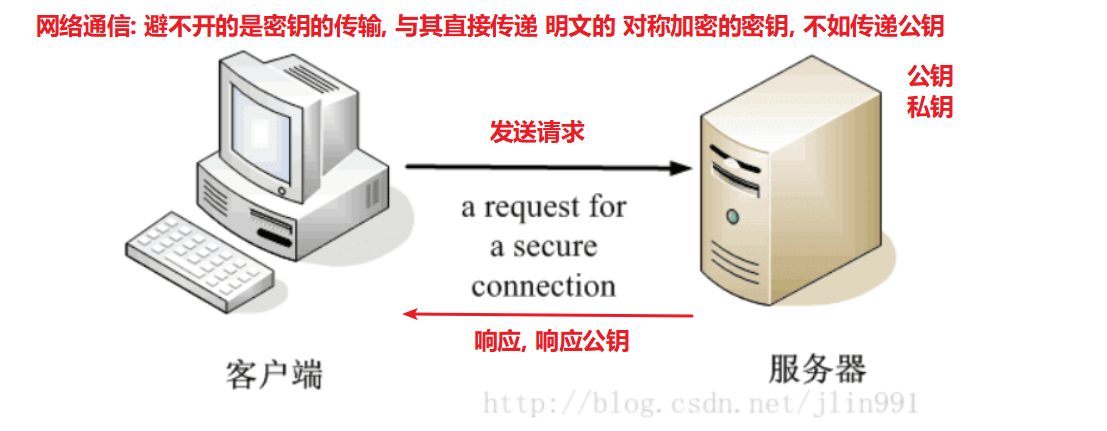 网络通信: 避不开的是密钥的传输, 与其直接传递 明文的 对称加密的密钥, 不如传递公钥
公钥
私钥
发送请求
a request for
a secure
connection
响应, 响应公钥
客户端
服务器
http://blog.csdn.net/jlin991